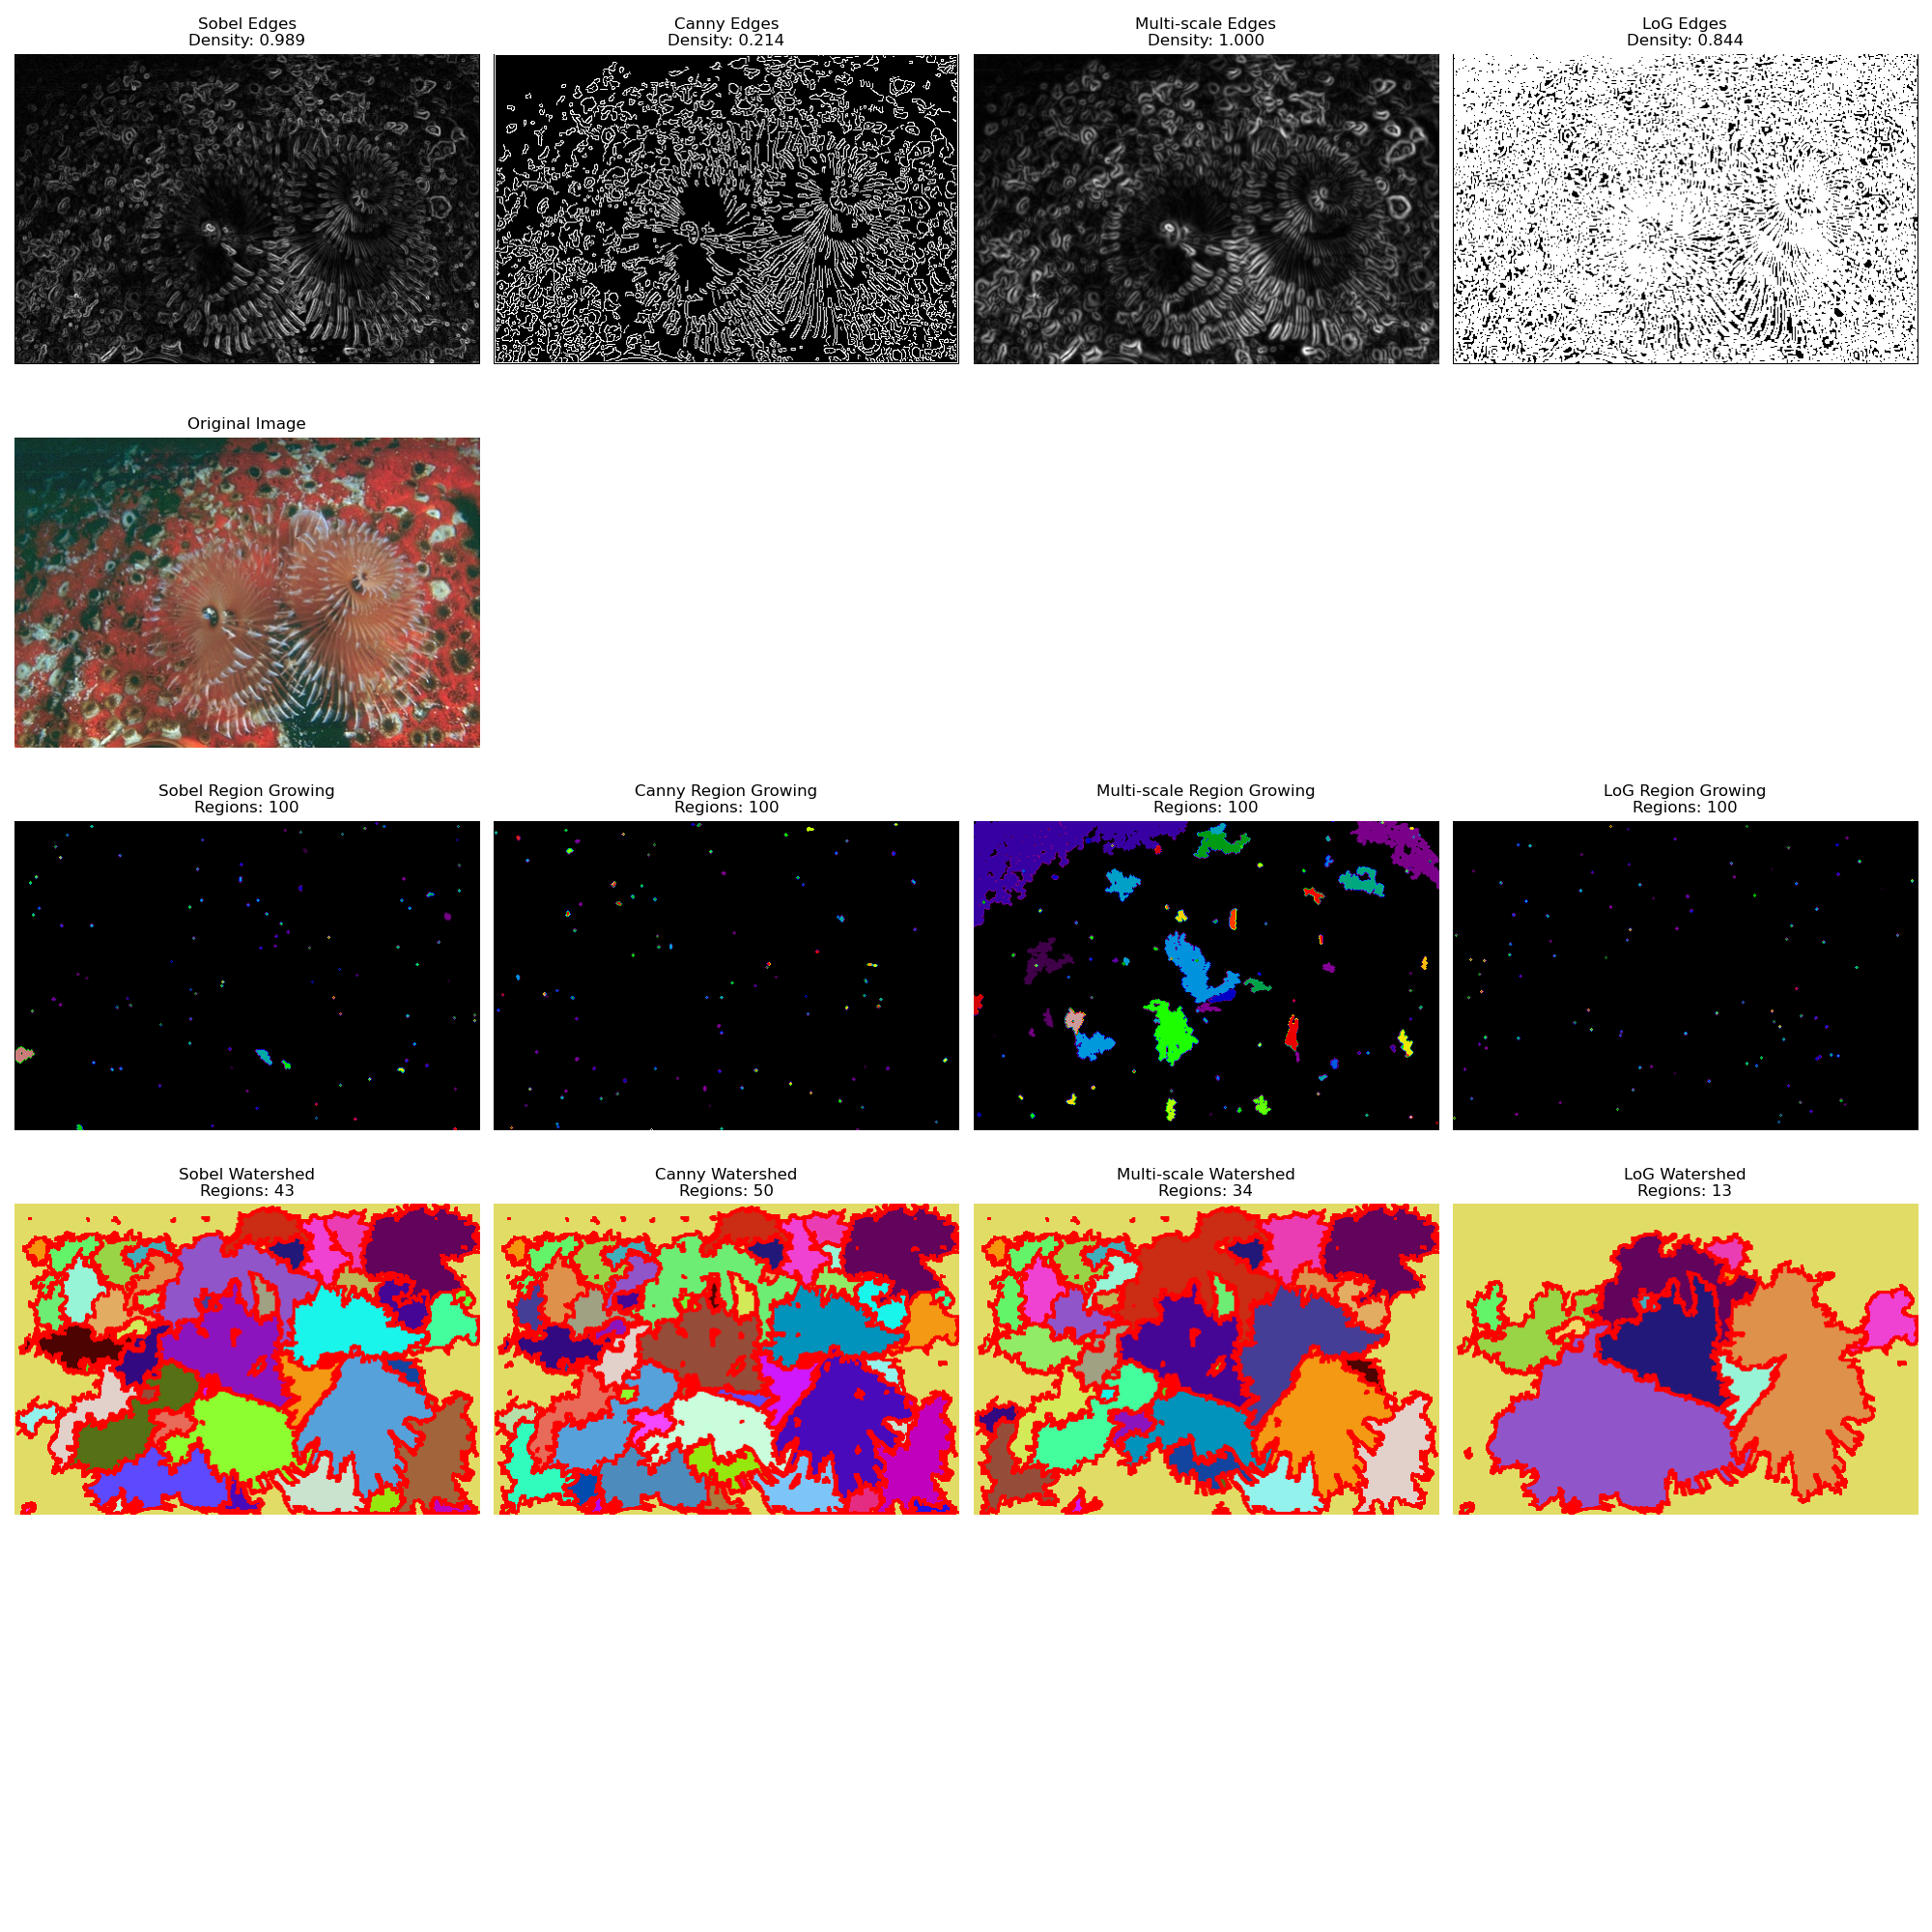 Sobel Edges
Density: 0.989
Canny Edges
Density: 0.214
Multi-scale Edges
Density: 1.000
LoG Edges
Density: 0.844
Original Image
Sobel Region Growing
Regions: 100
Canny Region Growing
Regions: 100
Multi-scale Region Growing
Regions: 100
LoG Region Growing
Regions: 100
Sobel Watershed
Regions: 43
Canny Watershed
Regions: 50
Multi-scale Watershed
Regions: 34
LoG Watershed
Regions: 13